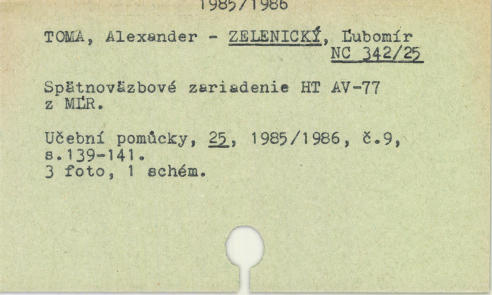 1985/1986
TOMA, Alexander - ZELENICKÝ, Ľubomír
NC 342/25
Spätnoväzbové zariadenie HT AV-77
z MĽR.
Učební pomůcky, 25, 1985/1986, č.9,
s.139-141.
3 foto, 1 schém.